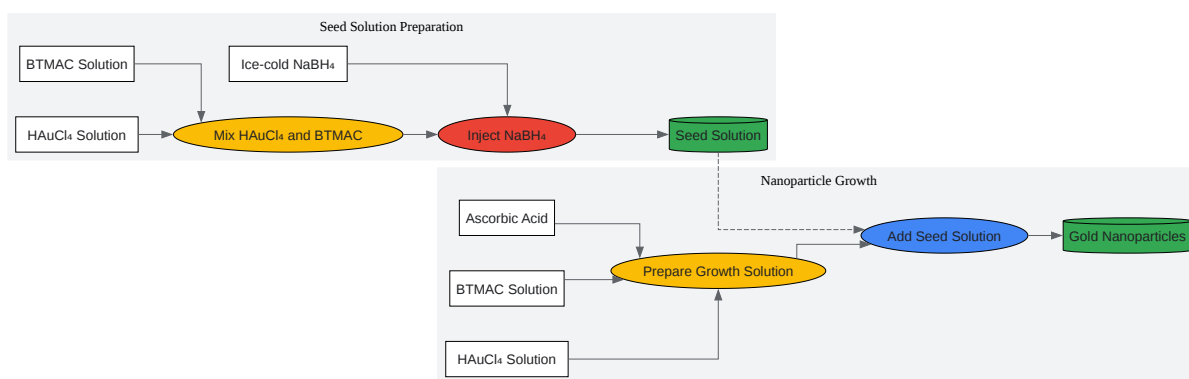 Seed Solution Preparation
BTMAC Solution
Ice-cold NaBH₄
HAuCl₄ Solution
Mix HAuCl₄ and BTMAC
Inject NaBH₄
Seed Solution
Nanoparticle Growth
Ascorbic Acid
Add Seed Solution
Gold Nanoparticles
Prepare Growth Solution
BTMAC Solution
HAuCl₄ Solution